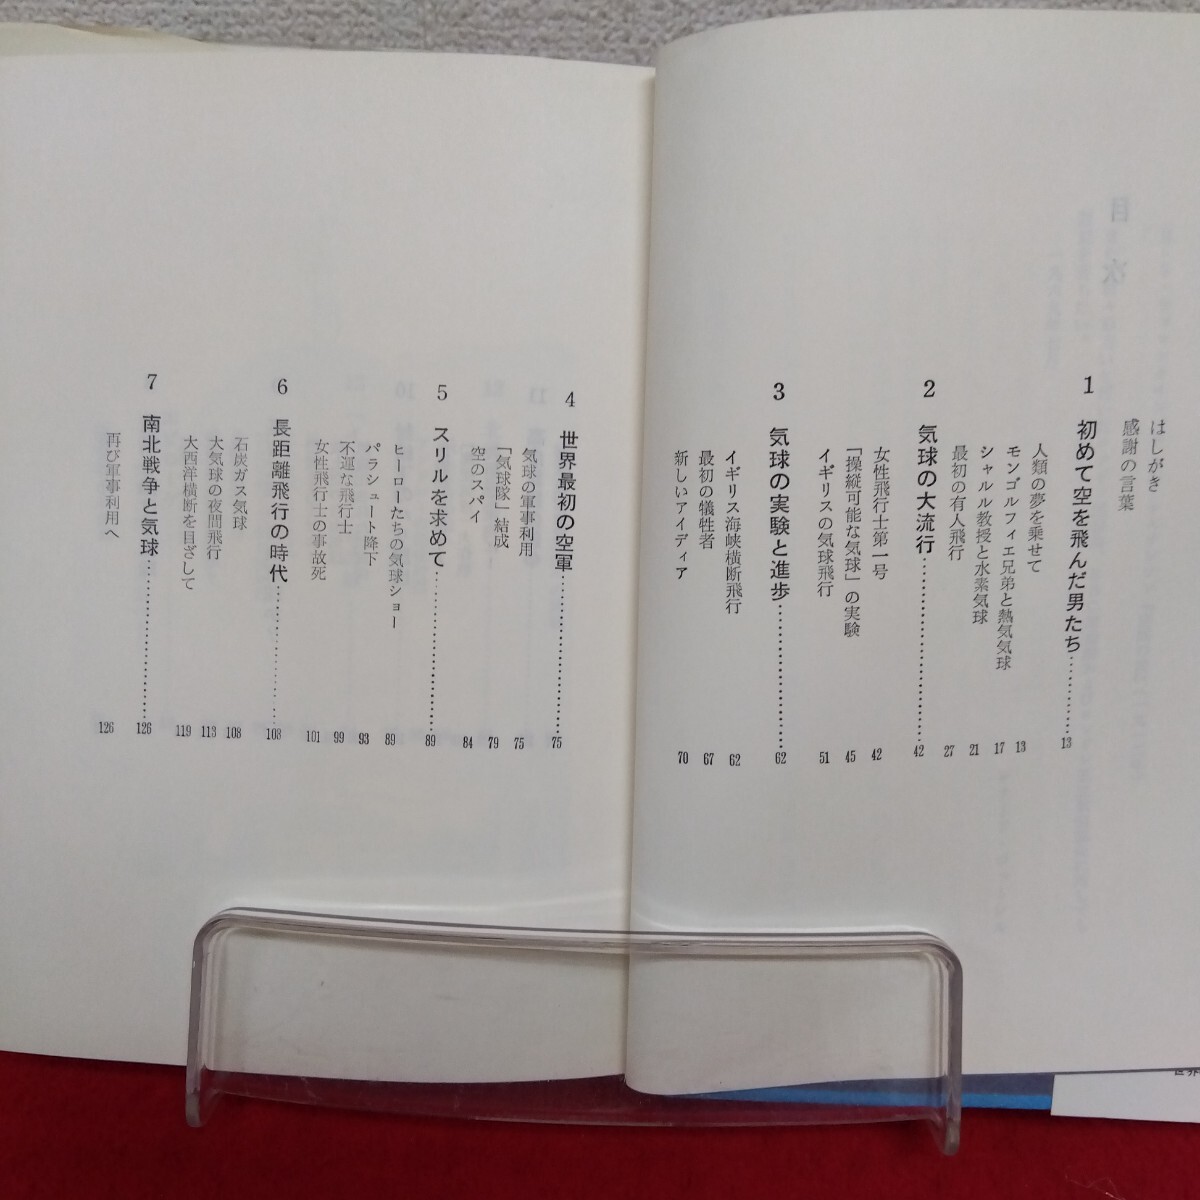 はしがき
感謝の言葉
1 初めて空を飛んだ男たち…………13
人類の夢を乗せて 13
モンゴルフィエ兄弟と熱気気球 17
シャルル教授と水素気球 21
最初の有人飛行 27
2 気球の大流行…………42
女性飛行士第一号 42
「操縦可能な気球」の実験 45
イギリスの気球飛行 51
3 気球の実験と進歩…………62
イギリス海峡横断飛行 62
最初の犠牲者 67
新しいアイディア 70
4 世界最初の空軍…………75
気球の軍事利用 75
「気球隊」結成 79
空のスパイ 84
5 スリルを求めて…………89
ヒーローたちの気球ショー 89
パラシュート降下 93
不運な飛行士 99
女性飛行士の事故死 101
6 長距離飛行の時代…………108
石炭ガス気球 108
大気球の夜間飛行 113
大西洋横断を目ざして 119
7 南北戦争と気球…………126
再び軍事利用へ 126